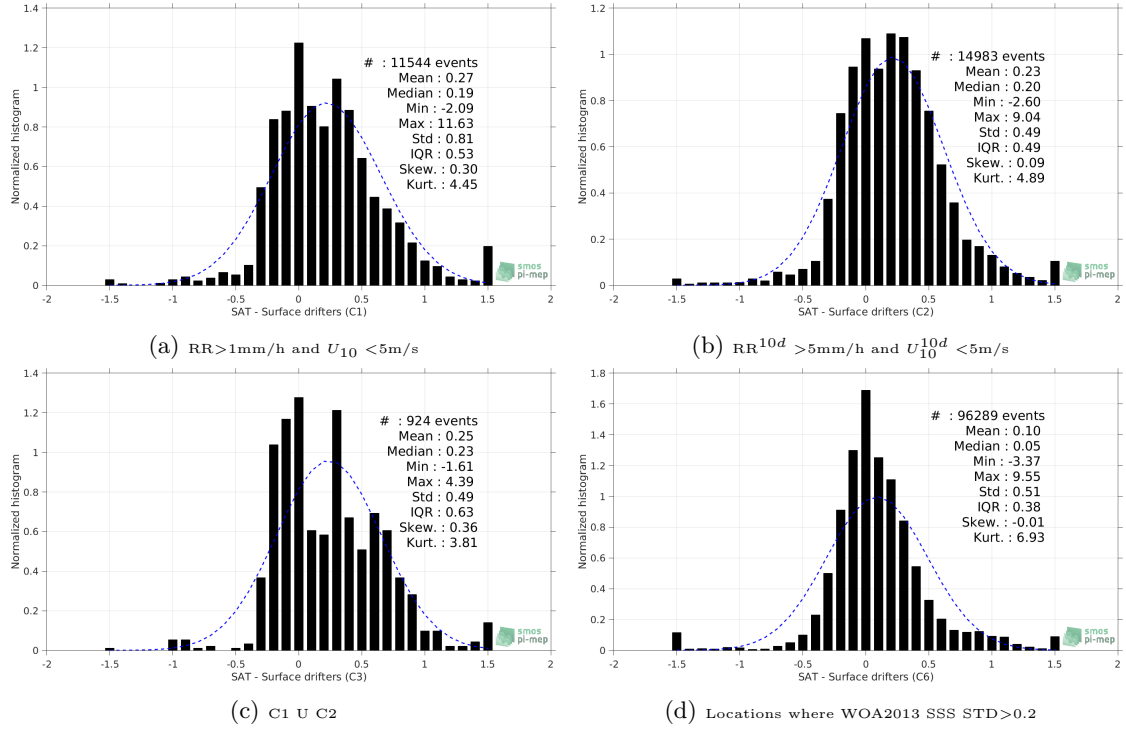 1.4
1.2
1
0.8
0.6
0.4
0.2
0
Normalized histogram
# : 11544 events
Mean : 0.27
Median : 0.19
Min : -2.09
Max : 11.63
Std : 0.81
IQR : 0.53
Skew. : 0.30
Kurt. : 4.45
smos
pi-mep
-2 -1.5 -1 -0.5 0 0.5 1 1.5 2
SAT - Surface drifters (C1)
(a) RR>1mm/h and U10 <5m/s
1.2
1
0.8
0.6
0.4
0.2
0
Normalized histogram
# : 14983 events
Mean : 0.23
Median : 0.20
Min : -2.60
Max : 9.04
Std : 0.49
IQR : 0.49
Skew. : 0.09
Kurt. : 4.89
smos
pi-mep
-2 -1.5 -1 -0.5 0 0.5 1 1.5 2
SAT - Surface drifters (C2)
(b) RR10d >5mm/h and U10 10d <5m/s
1.4
1.2
1
0.8
0.6
0.4
0.2
0
Normalized histogram
# : 924 events
Mean : 0.25
Median : 0.23
Min : -1.61
Max : 4.39
Std : 0.49
IQR : 0.63
Skew. : 0.36
Kurt. : 3.81
smos
pi-mep
-2 -1.5 -1 -0.5 0 0.5 1 1.5 2
SAT - Surface drifters (C3)
(c) C1 U C2
1.8
1.6
1.4
1.2
1
0.8
0.6
0.4
0.2
0
Normalized histogram
# : 96289 events
Mean : 0.10
Median : 0.05
Min : -3.37
Max : 9.55
Std : 0.51
IQR : 0.38
Skew. : -0.01
Kurt. : 6.93
smos
pi-mep
-2 -1.5 -1 -0.5 0 0.5 1 1.5 2
SAT - Surface drifters (C6)
(d) Locations where WOA2013 SSS STD>0.2